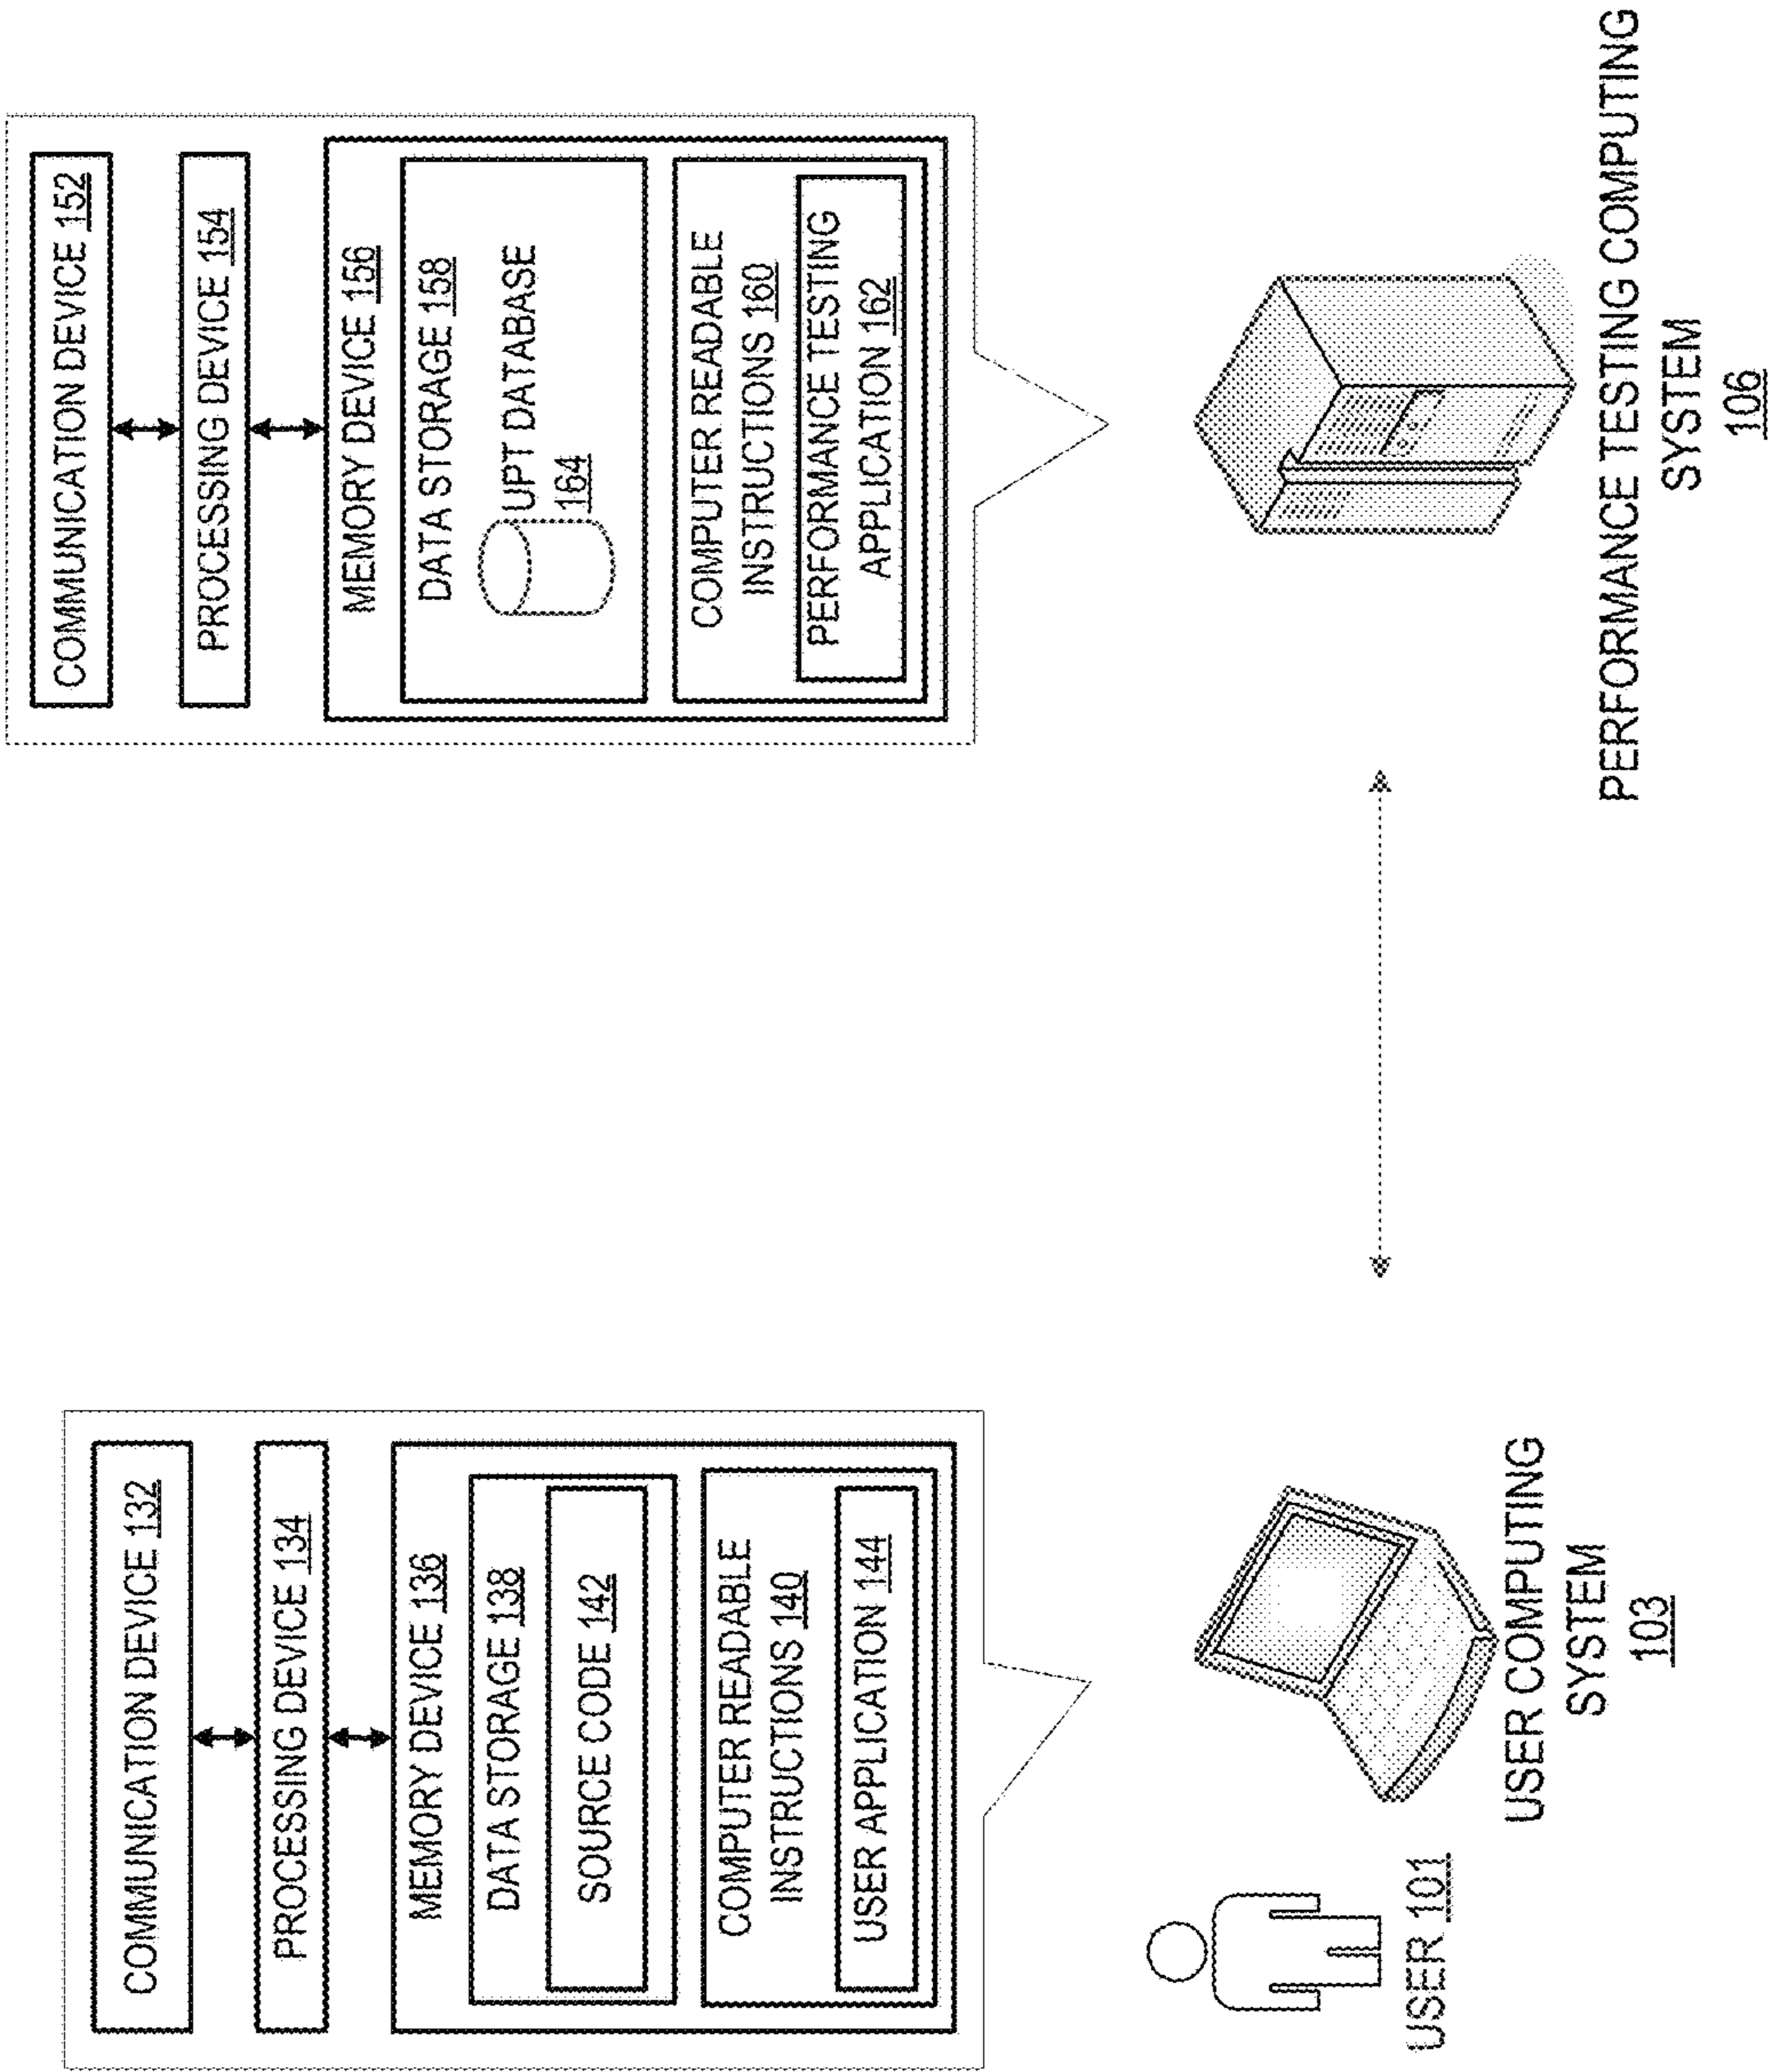 COMMUNICATION DEVICE 132
PROCESSING DEVICE 134
MEMORY DEVICE 136
DATA STORAGE 138
SOURCE CODE 142
COMPUTER READABLE
INSTRUCTIONS 140
USER APPLICATION 144
USER 101
USER COMPUTING
SYSTEM
103
COMMUNICATION DEVICE 152
PROCESSING DEVICE 154
MEMORY DEVICE 156
DATA STORAGE 158
UPT DATABASE
164
COMPUTER READABLE
INSTRUCTIONS 160
PERFORMANCE TESTING
APPLICATION 162
PERFORMANCE TESTING COMPUTING
SYSTEM
106